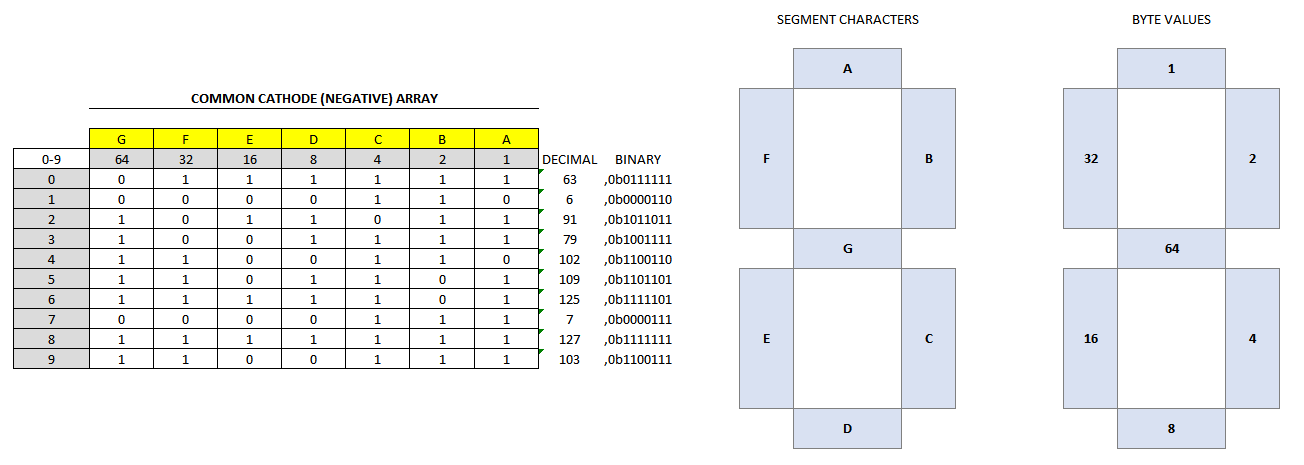 SEGMENT CHARACTERS BYTE VALUES
A 1
COMMON CATHODE (NEGATIVE) ARRAY
G F E D C B A
0-9 64 32 16 8 4 2 1 DECIMAL BINARY
F B 32 2
0 0 1 1 1 1 1 1 63 ,0b0111111
1 0 0 0 0 1 1 0 6 ,0b0000110
2 1 0 1 1 0 1 1 91 ,0b1011011
3 1 0 0 1 1 1 1 79 ,0b1001111
G 64
4 1 1 0 0 1 1 0 102 ,0b1100110
5 1 1 0 1 1 0 1 109 ,0b1101101
6 1 1 1 1 1 0 1 125 ,0b1111101
7 0 0 0 0 1 1 1 7 ,0b0000111
8 1 1 1 1 1 1 1 127 ,0b1111111
E C 16 4
9 1 1 0 0 1 1 1 103 ,0b1100111
D 8